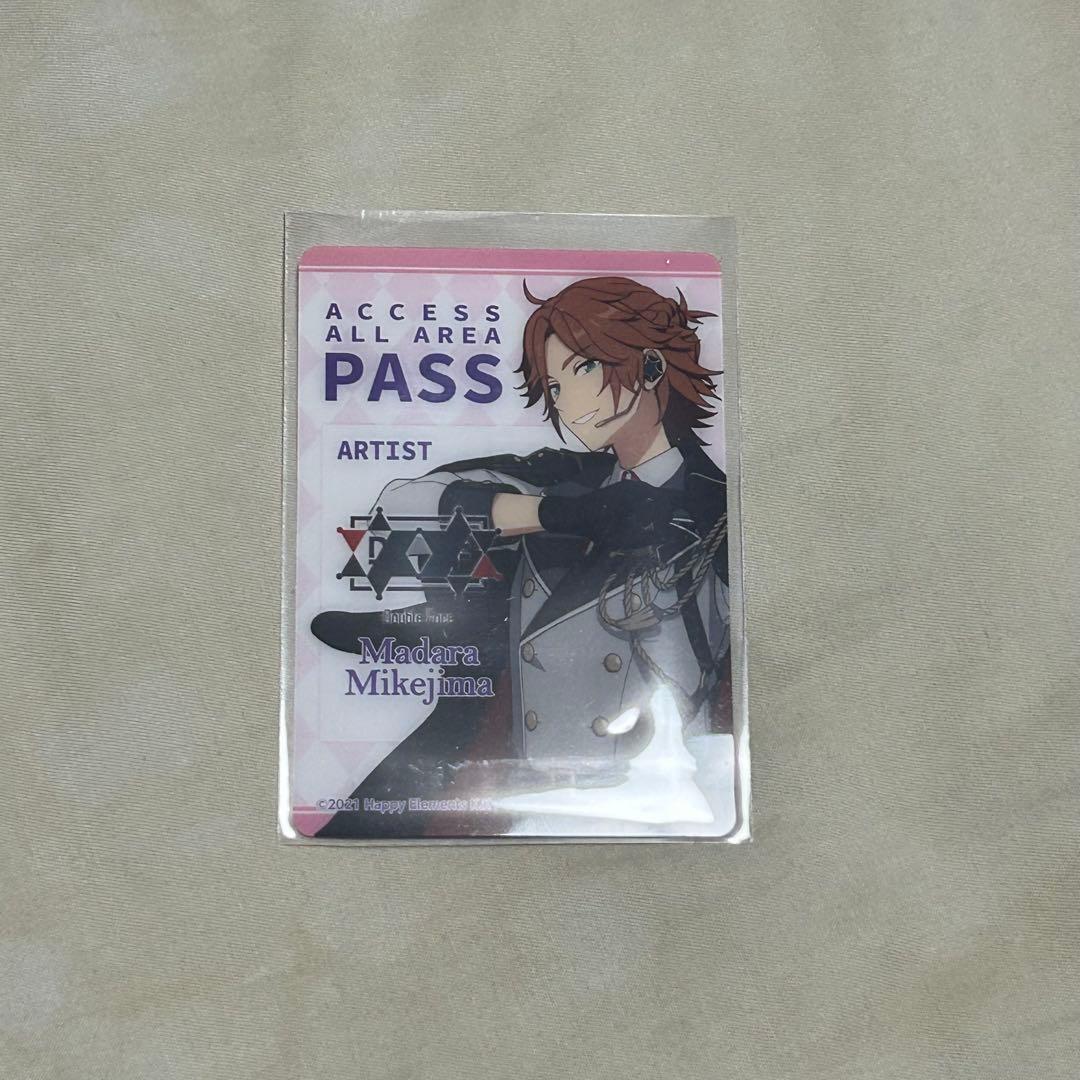 ACCESS
ALL AREA
PASS
ARTIST
Double Face
Madara
Mikejima
©2021 Happy Elements K.K